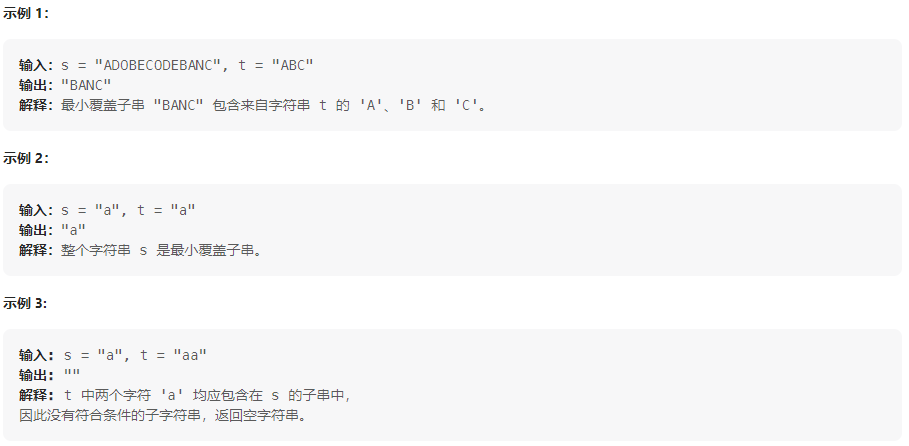 示例 1：
输入：s = "ADOBECODEBANC", t = "ABC"
输出："BANC"
解释：最小覆盖子串 "BANC" 包含来自字符串 t 的 'A'、'B' 和 'C'。
示例 2：
输入：s = "a", t = "a"
输出："a"
解释：整个字符串 s 是最小覆盖子串。
示例 3:
输入: s = "a", t = "aa"
输出: ""
解释: t 中两个字符 'a' 均应包含在 s 的子串中，
因此没有符合条件的子字符串，返回空字符串。